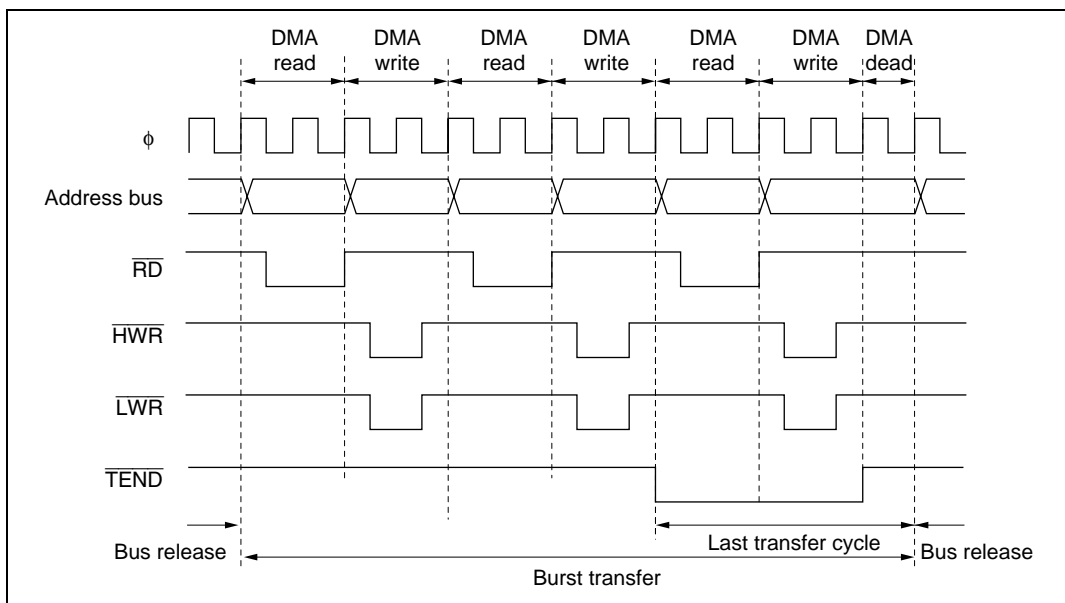 DMA read DMA write DMA read DMA write DMA read DMA write DMA dead
φ
Address bus
RD
HWR
LWR
TEND
Bus release Last transfer cycle Bus release
Burst transfer